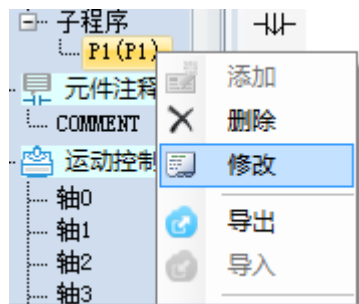 子程序
P1(P1)
元件注释
COMMENT
运动控制
轴0
轴1
轴2
轴3
添加
删除
修改
导出
导入